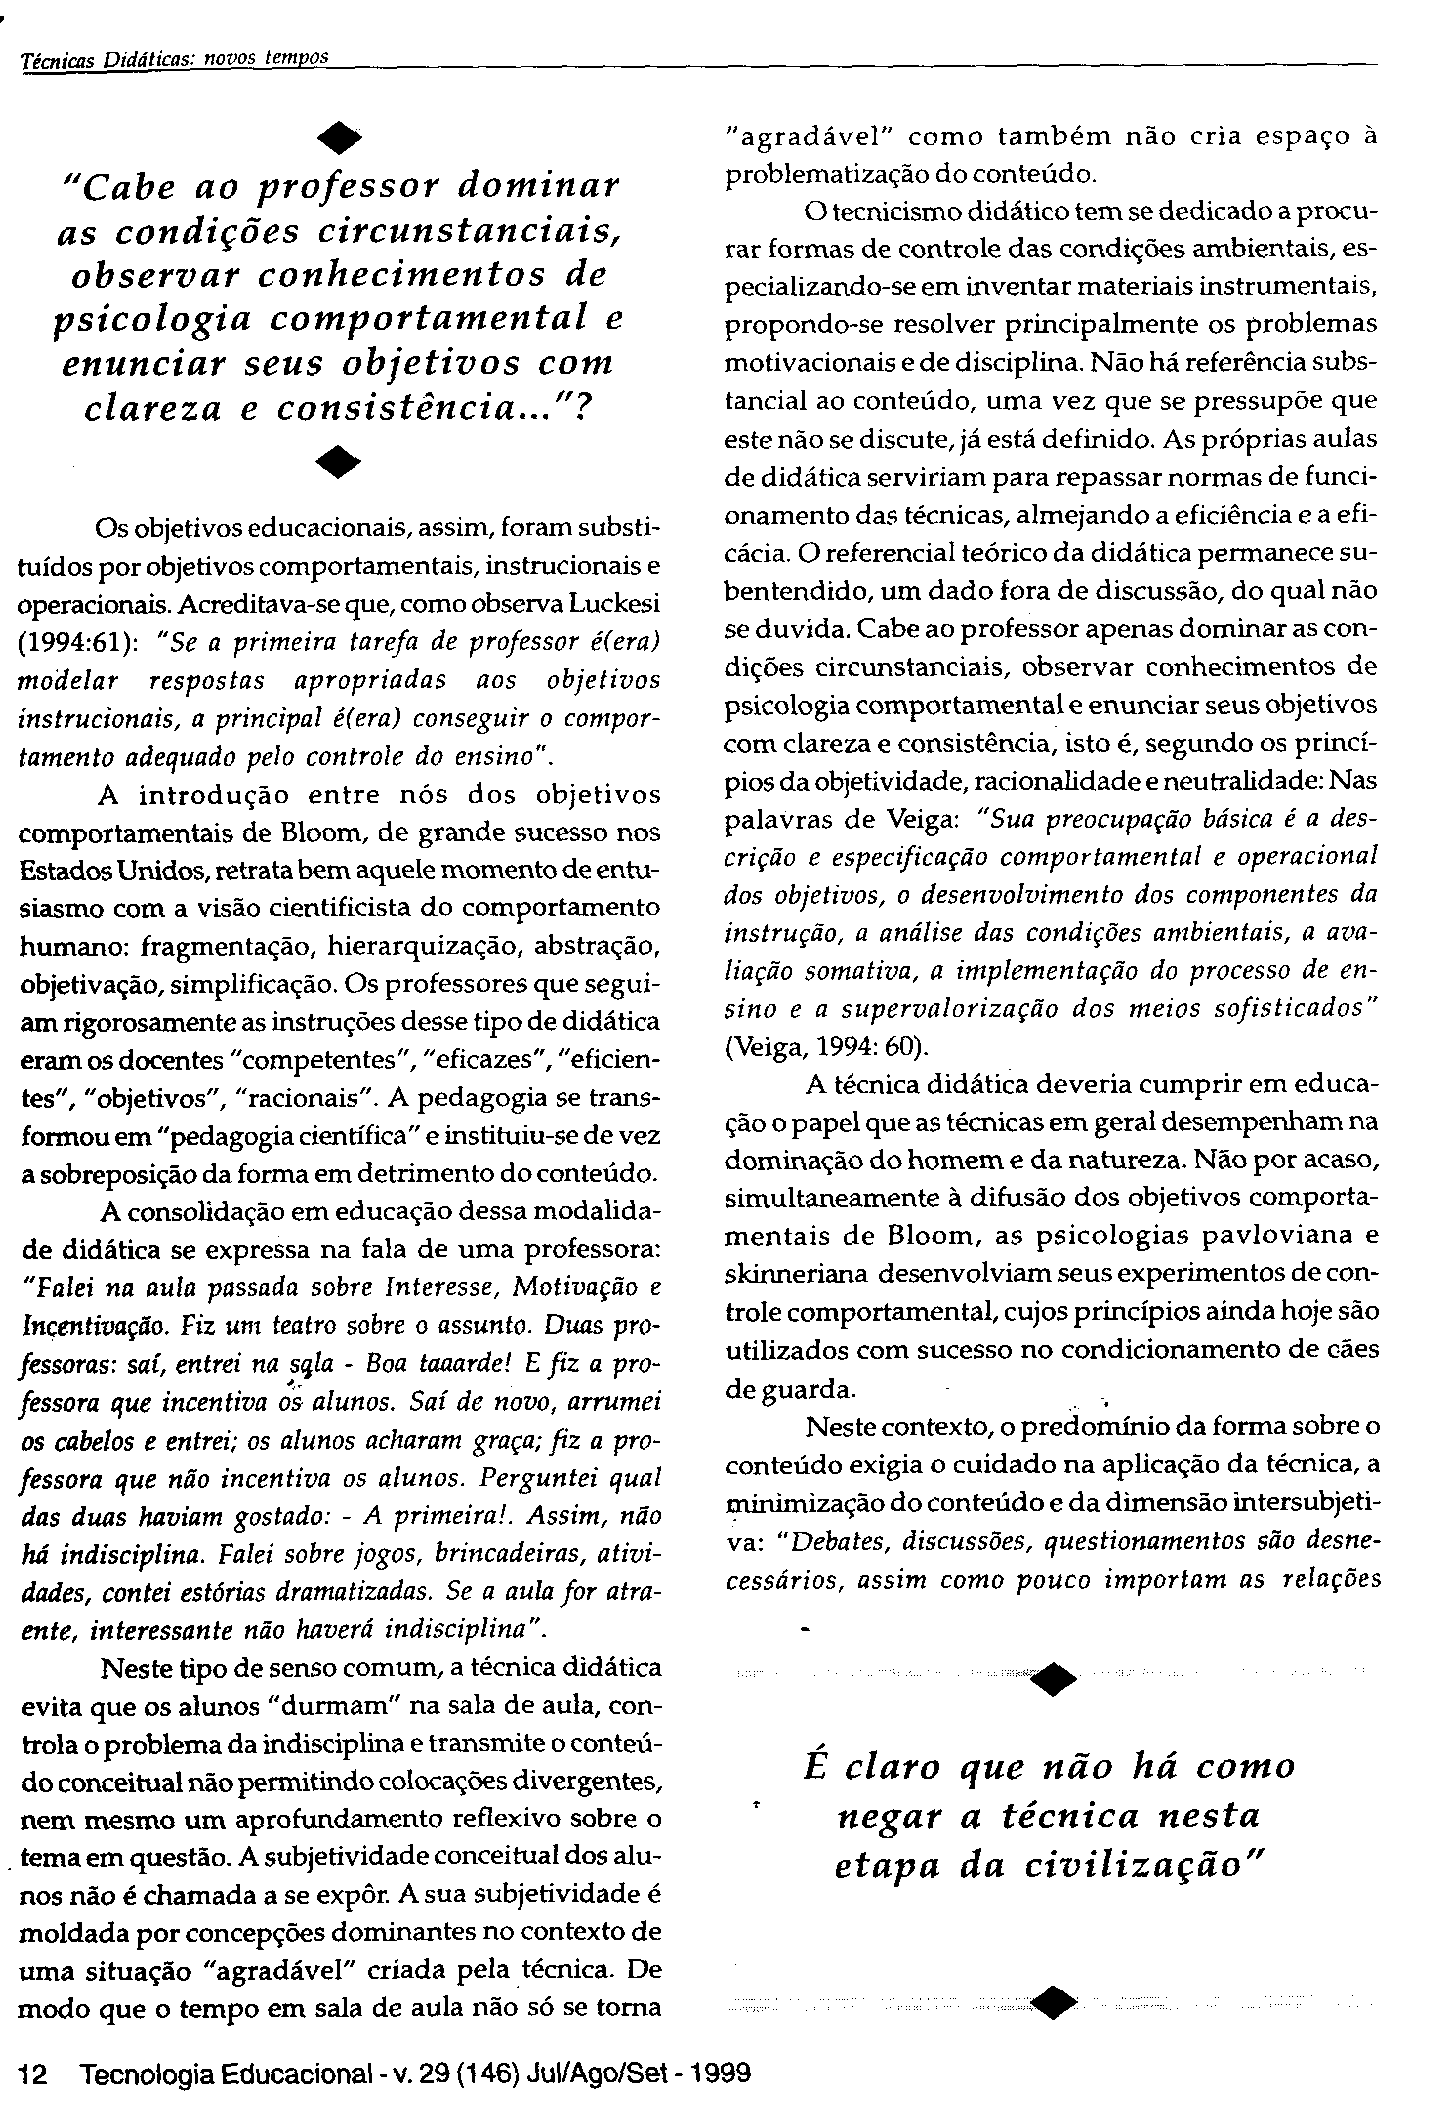 Técnicas Didáticas: novos tempos
"Cabe ao professor dominar
as condições circunstanciais,
observar conhecimentos de
psicologia comportamental e
enunciar seus objetivos com
clareza e consistência..."?
Os objetivos educacionais, assim, foram substi-
tuídos por objetivos comportamentais, instrucionais e
operacionais. Acreditava-se que, como observa Luckesi
(1994:61): "Se a primeira tarefa de professor é(era)
modelar respostas apropriadas aos objetivos
instrucionais, a principal é(era) conseguir o compor-
tamento adequado pelo controle do ensino".
A introdução entre nós dos objetivos
comportamentais de Bloom, de grande sucesso nos
Estados Unidos, retrata bem aquele momento de entu-
siasmo com a visão cientificista do comportamento
humano: fragmentação, hierarquização, abstração,
objetivação, simplificação. Os professores que segui-
am rigorosamente as instruções desse tipo de didática
eram os docentes "competentes", "eficazes", "eficien-
tes", "objetivos", "racionais". A pedagogia se trans-
formou em "pedagogia científica" e instituiu-se de vez
a sobreposição da forma em detrimento do conteúdo.
A consolidação em educação dessa modalida-
de didática se expressa na fala de uma professora:
"Falei na aula passada sobre Interesse, Motivação e
Incentivação. Fiz um teatro sobre o assunto. Duas pro-
fessoras: saí, entrei na sala - Boa taaarde! E fiz a pro-
fessora que incentiva os alunos. Saí de novo, arrumei
os cabelos e entrei; os alunos acharam graça; fiz a pro-
fessora que não incentiva os alunos. Perguntei qual
das duas haviam gostado: - A primeira!. Assim, não
há indisciplina. Falei sobre jogos, brincadeiras, ativi-
dades, contei estórias dramatizadas. Se a aula for atra-
ente, interessante não haverá indisciplina".
Neste tipo de senso comum, a técnica didática
evita que os alunos "durmam" na sala de aula, con-
trola o problema da indisciplina e transmite o conteú-
do conceitual não permitindo colocações divergentes,
nem mesmo um aprofundamento reflexivo sobre o
tema em questão. A subjetividade conceitual dos alu-
nos não é chamada a se expôr. A sua subjetividade é
moldada por concepções dominantes no contexto de
uma situação "agradável" criada pela técnica. De
modo que o tempo em sala de aula não só se torna
"agradável" como também não cria espaço à
problematização do conteúdo.
O tecnicismo didático tem se dedicado a procu-
rar formas de controle das condições ambientais, es-
pecializando-se em inventar materiais instrumentais,
propondo-se resolver principalmente os problemas
motivacionais e de disciplina. Não há referência subs-
tancial ao conteúdo, uma vez que se pressupõe que
este não se discute, já está definido. As próprias aulas
de didática serviriam para repassar normas de funci-
onamento das técnicas, almejando a eficiência e a efi-
cácia. O referencial teórico da didática permanece su-
bentendido, um dado fora de discussão, do qual não
se duvida. Cabe ao professor apenas dominar as con-
dições circunstanciais, observar conhecimentos de
psicologia comportamental e enunciar seus objetivos
com clareza e consistência, isto é, segundo os princí-
pios da objetividade, racionalidade e neutralidade: Nas
palavras de Veiga: "Sua preocupação básica é a des-
crição e especificação comportamental e operacional
dos objetivos, o desenvolvimento dos componentes da
instrução, a análise das condições ambientais, a ava-
liação somativa, a implementação do processo de en-
sino e a supervalorização dos meios sofisticados"
(Veiga, 1994: 60).
A técnica didática deveria cumprir em educa-
ção o papel que as técnicas em geral desempenham na
dominação do homem e da natureza. Não por acaso,
simultaneamente à difusão dos objetivos comporta-
mentais de Bloom, as psicologias pavloviana e
skinneriana desenvolviam seus experimentos de con-
trole comportamental, cujos princípios ainda hoje são
utilizados com sucesso no condicionamento de cães
de guarda.
Neste contexto, o predomínio da forma sobre o
conteúdo exigia o cuidado na aplicação da técnica, a
minimização do conteúdo e da dimensão intersubjeti-
va: "Debates, discussões, questionamentos são desne-
cessários, assim como pouco importam as relações
É claro que não há como
negar a técnica nesta
etapa da civilização"
12 Tecnologia Educacional - v. 29 (146) Jul/Ago/Set - 1999